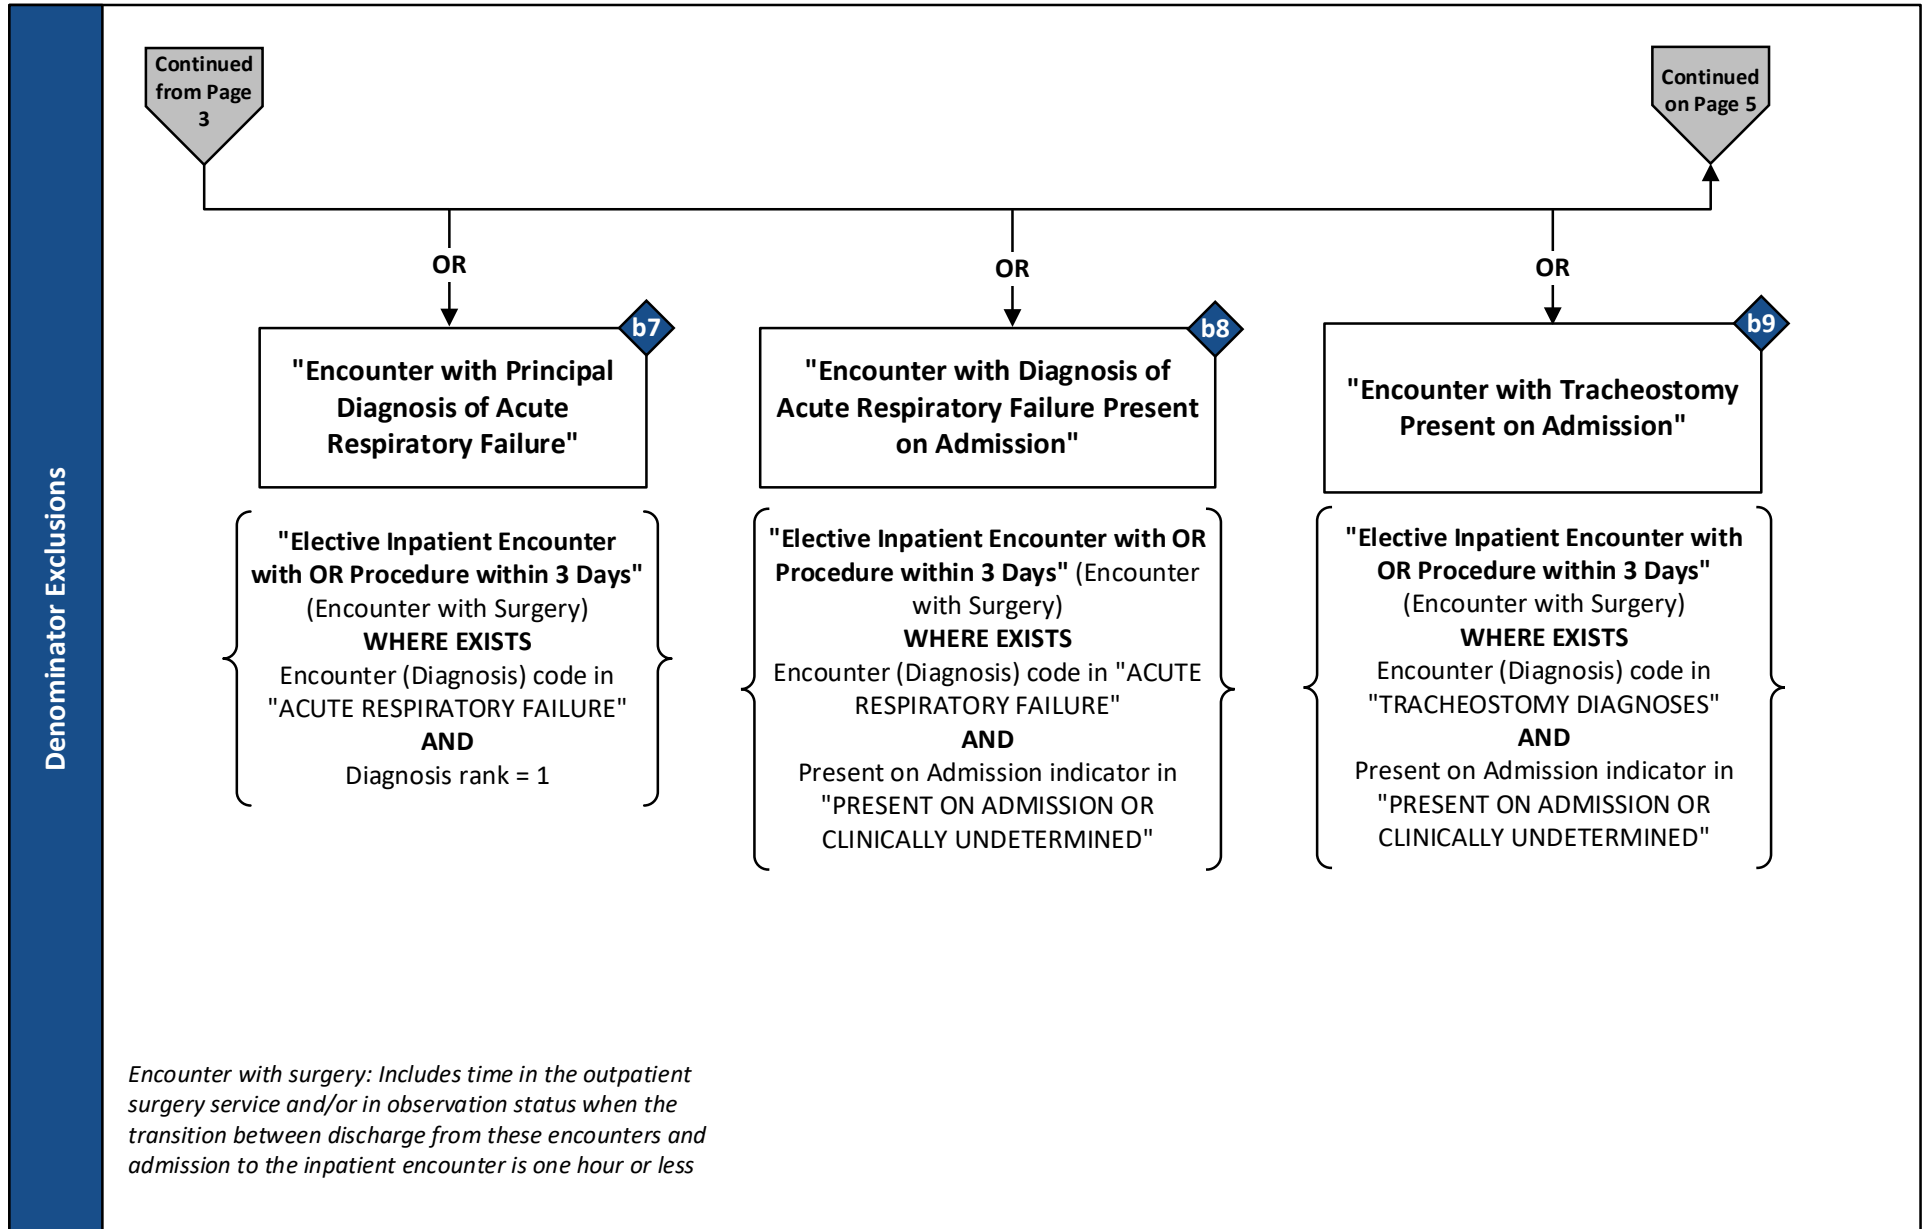 Denominator Exclusions
Continued
from Page
3
Continued
on Page 5
OR
OR
OR
b7
"Encounter with Principal
Diagnosis of Acute
Respiratory Failure"
b8
"Encounter with Diagnosis of
Acute Respiratory Failure Present
on Admission"
b9
"Encounter with Tracheostomy
Present on Admission"
"Elective Inpatient Encounter
with OR Procedure within 3 Days"
(Encounter with Surgery)
WHERE EXISTS
Encounter (Diagnosis) code in
"ACUTE RESPIRATORY FAILURE"
AND
Diagnosis rank = 1
"Elective Inpatient Encounter with OR
Procedure within 3 Days" (Encounter
with Surgery)
WHERE EXISTS
Encounter (Diagnosis) code in "ACUTE
RESPIRATORY FAILURE"
AND
Present on Admission indicator in
"PRESENT ON ADMISSION OR
CLINICALLY UNDETERMINED"
"Elective Inpatient Encounter with
OR Procedure within 3 Days"
(Encounter with Surgery)
WHERE EXISTS
Encounter (Diagnosis) code in
"TRACHEOSTOMY DIAGNOSES"
AND
Present on Admission indicator in
"PRESENT ON ADMISSION OR
CLINICALLY UNDETERMINED"
Encounter with surgery: Includes time in the outpatient
surgery service and/or in observation status when the
transition between discharge from these encounters and
admission to the inpatient encounter is one hour or less